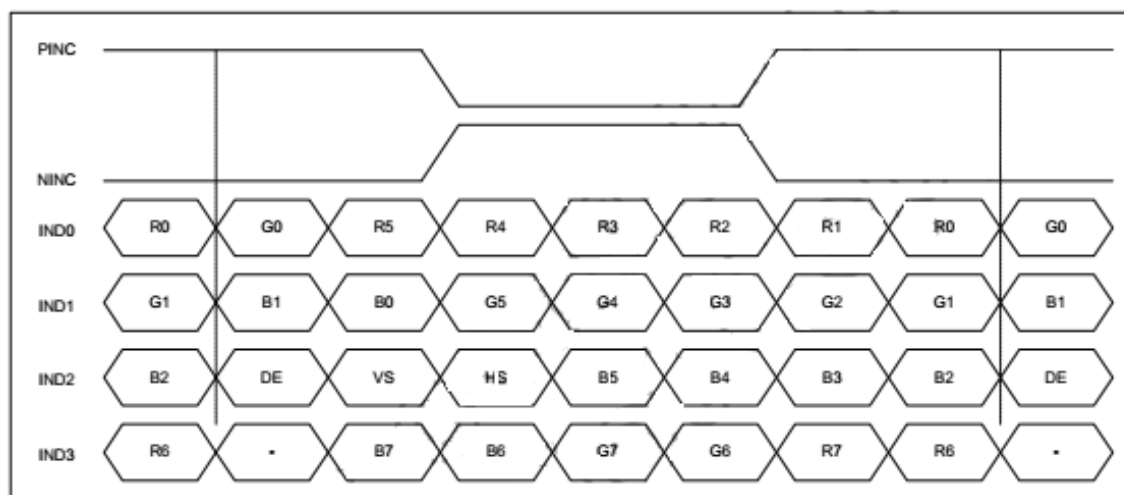 PINC
NINC
IND0 R0 G0 R5 R4 R3 R2 R1 R0 G0
IND1 G1 B1 B0 G5 G4 G3 G2 G1 B1
IND2 B2 DE VS HS B5 B4 B3 B2 DE
IND3 R6 - B7 B6 G7 G6 R7 R6 -